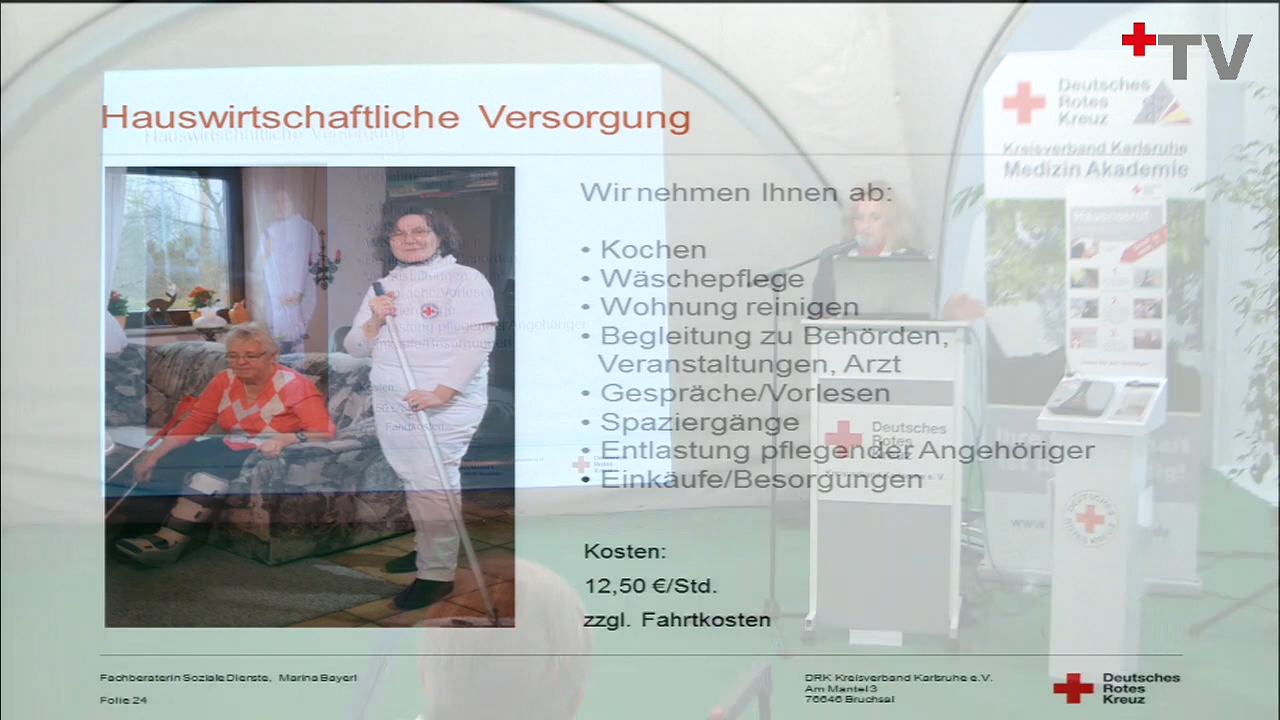 +TV
Hauswirtschaftliche Versorgung
Wir nehmen Ihnen ab:
• Kochen
• Wäschepflege
• Wohnung reinigen
• Begleitung zu Behörden,
Veranstaltungen, Arzt
• Gespräche/Vorlesen
• Spaziergänge
• Entlastung pflegender Angehöriger
• Einkäufe/Besorgungen
Kosten:
12,50 €/Std.
zzgl. Fahrtkosten
Fachberaterin Soziale Dienste, Marina Bayerl
Folie 24
DRK Kreisverband Karlsruhe e.V.
Am Mantel 3
76646 Bruchsal
Deutsches
Rotes
Kreuz
Deutsches
Rotes
Kreuz
Kreisverband Karlsruhe
Medizin Akademie
Hausnotruf
Deutsches
Rotes
Kreuz
www.